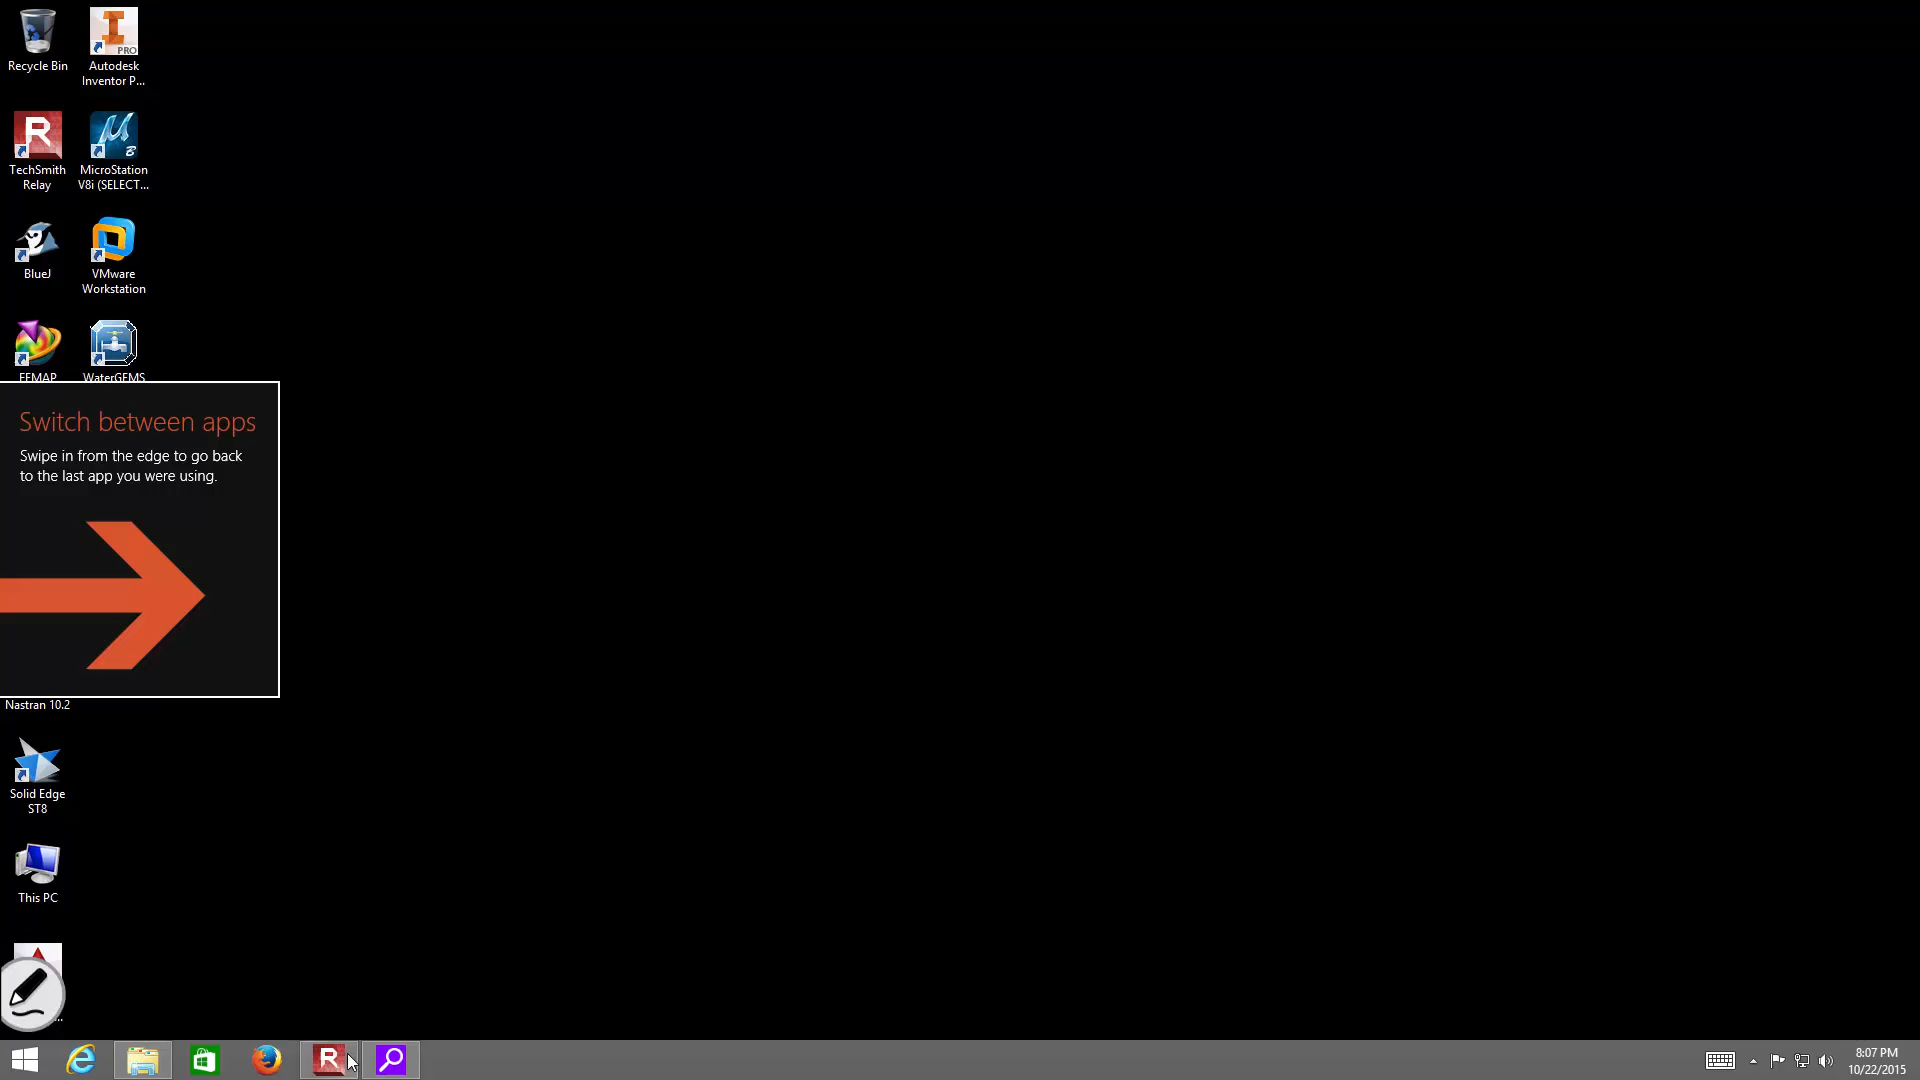 Recycle Bin
Autodesk
Inventor P...
PRO
TechSmith
Relay
MicroStation
V8i (SELECT...
BlueJ
VMware
Workstation
FEMAP
WaterGEMS
Switch between apps
Swipe in from the edge to go back
to the last app you were using.
Nastran 10.2
Solid Edge
ST8
This PC
...
8:07 PM
10/22/2015